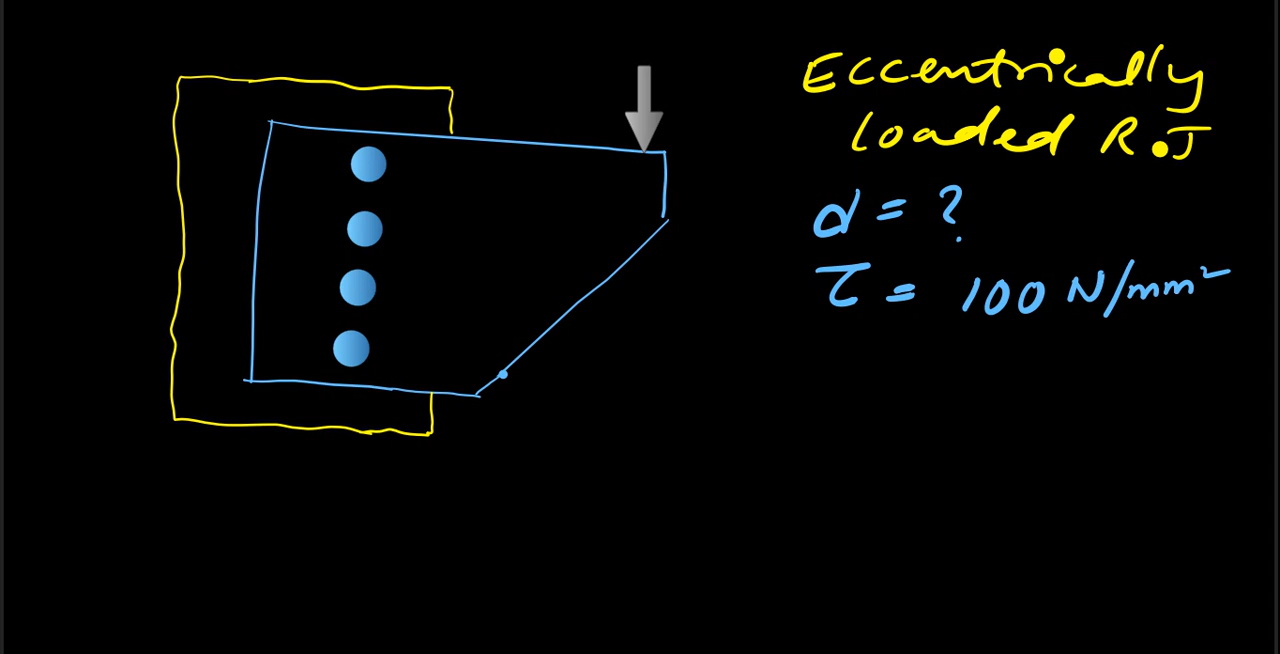 Eccentrically
loaded R.J
d = ?
τ = 100 N/mm²